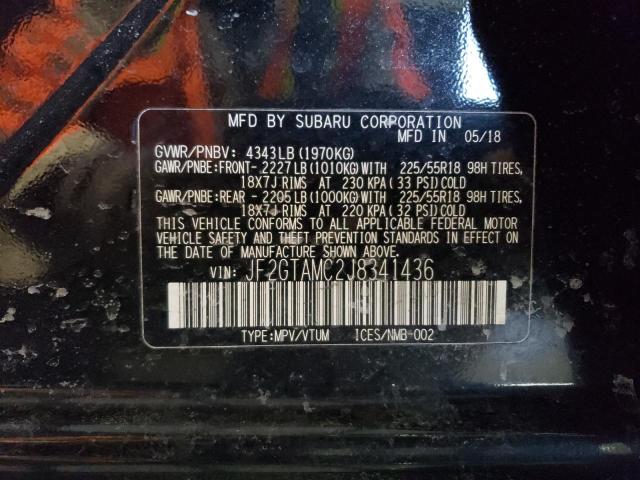 MFD BY SUBARU CORPORATION
MFD IN 05/18
GVWR/PNBV: 4343LB (1970KG)
GAWR/PNBE:FRONT- 2227LB (1010KG)WITH 225/55R18 98H TIRES,
18X7J RIMS AT 230 KPA (33 PSI)COLD
GAWR/PNBE:REAR - 2205LB (1000KG)WITH 225/55R18 98H TIRES,
18X7J RIMS AT 220 KPA (32 PSI)COLD
THIS VEHICLE CONFORMS TO ALL APPLICABLE FEDERAL MOTOR
VEHICLE SAFETY AND THEFT PREVENTION STANDARDS IN EFFECT ON
THE DATE OF MANUFACTURE SHOWN ABOVE.
VIN: JF2GTAMC2J8341436
TYPE:MPV/VTUM ICES/NMB-002